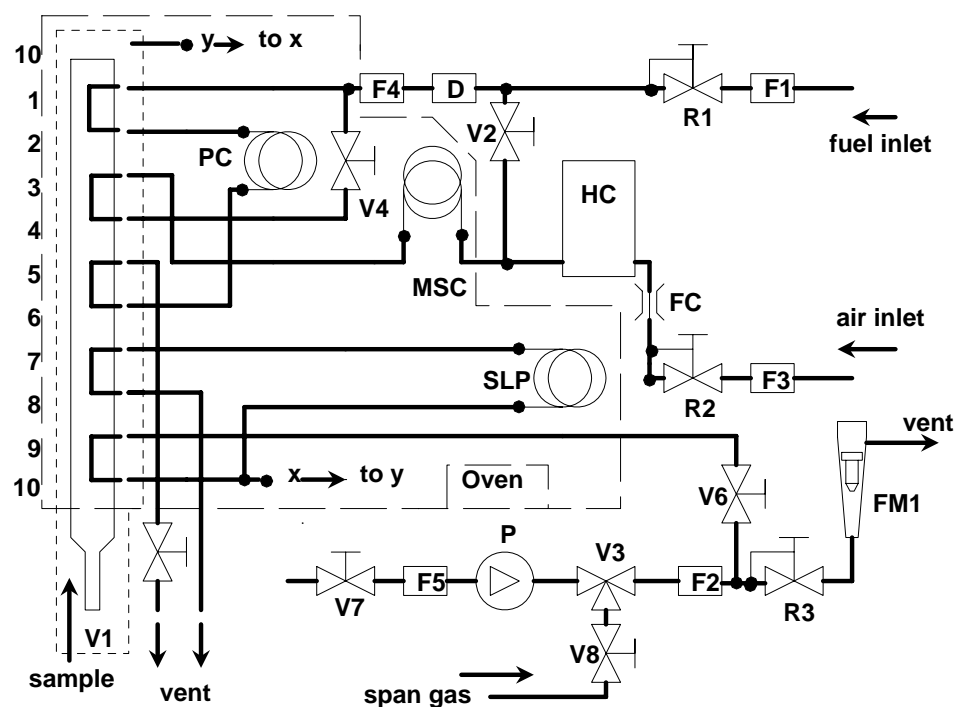 10 y to x
1 F4 D F1
R1
2 PC V2 fuel inlet
3 HC
4 V4
5 MSC
6 FC air inlet
7 SLP F3
8 R2
vent
9 x to y Oven V6
10 FM1
P V3
F5 F2
V7 R3
V1 V8
sample vent span gas